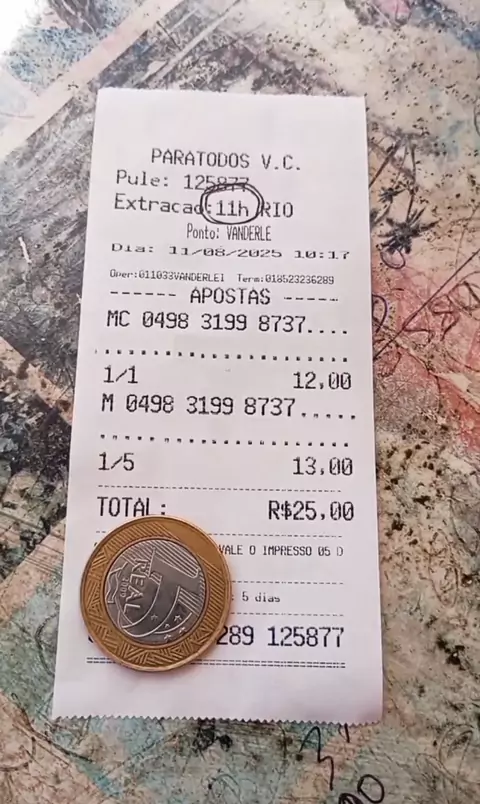 PARATODOS V.C.
Pule: 125877
Extracao:11h RIO
Ponto: VANDERLE
Dia: 11/08/2025 10:17
Oper:011033VANDERLEI Term:018523236289
------ APOSTAS ------
MC 0498 3199 8737....
1/1 12,00
M 0498 3199 8737.....
1/5 13,00
TOTAL: R$25,00
VALE O IMPRESSO 05 D
: 5 dias
289 125877
1 REAL